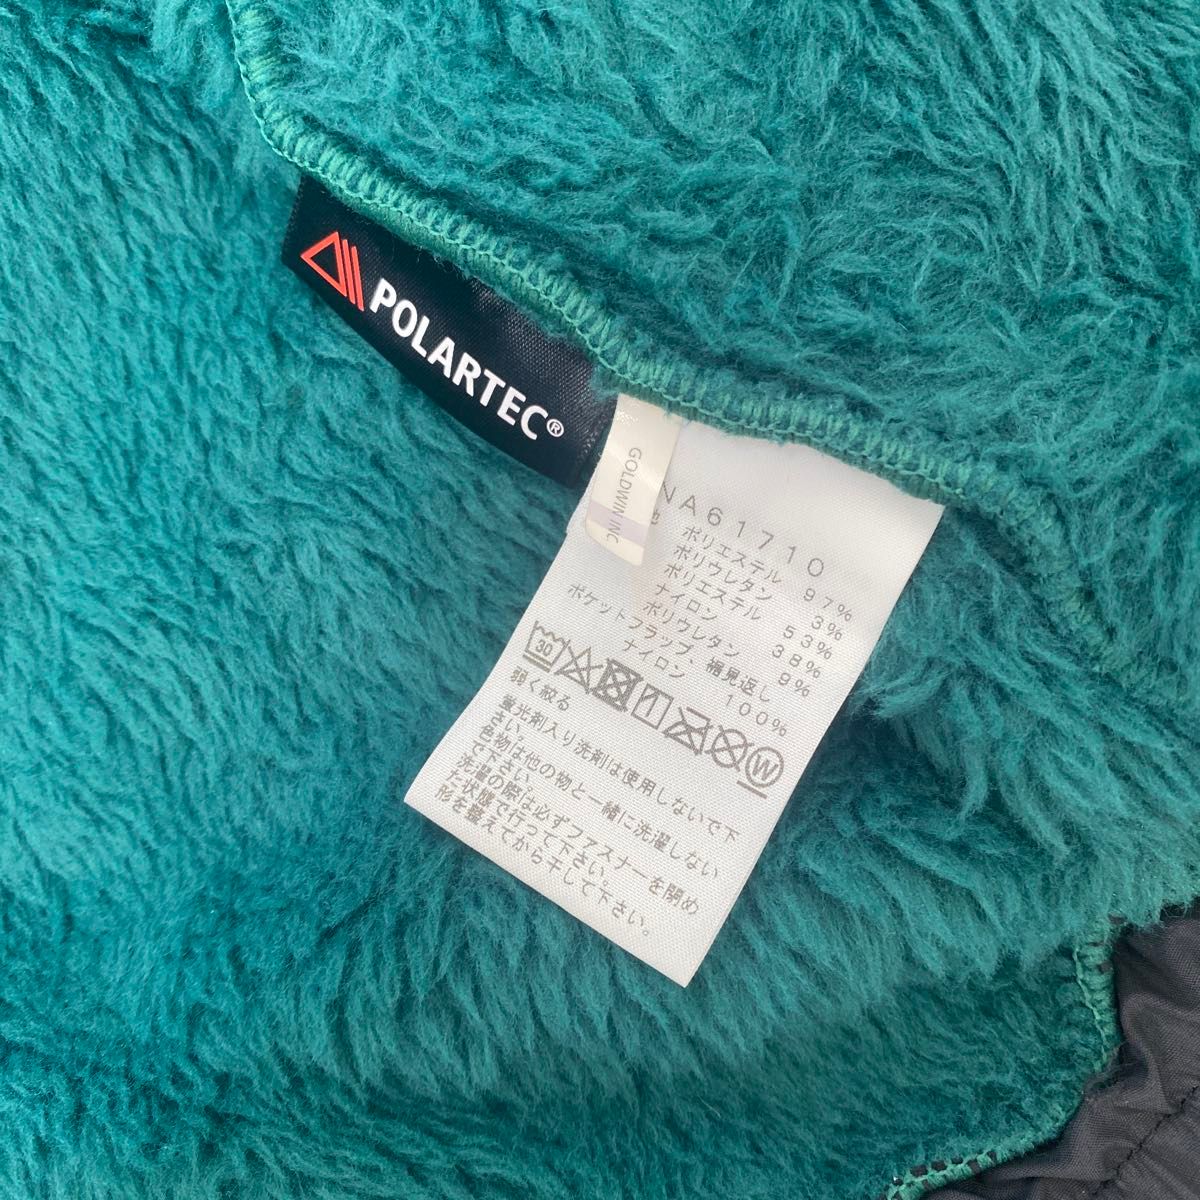 POLARTEC®
GOLDWIN INC
NA61710
地
ポリエステル 97%
ポリウレタン 3%
ポリエステル 53%
ナイロン 38%
ポリウレタン 9%
ポケットフラップ、裾見返し
ナイロン 100%
30
W
弱く絞る
蛍光剤入り洗剤は使用しないで下
さい。
色物は他の物と一緒に洗濯しない
で下さい。
洗濯の際は必ずファスナーを閉め
た状態で行って下さい。
形を整えてから干して下さい。